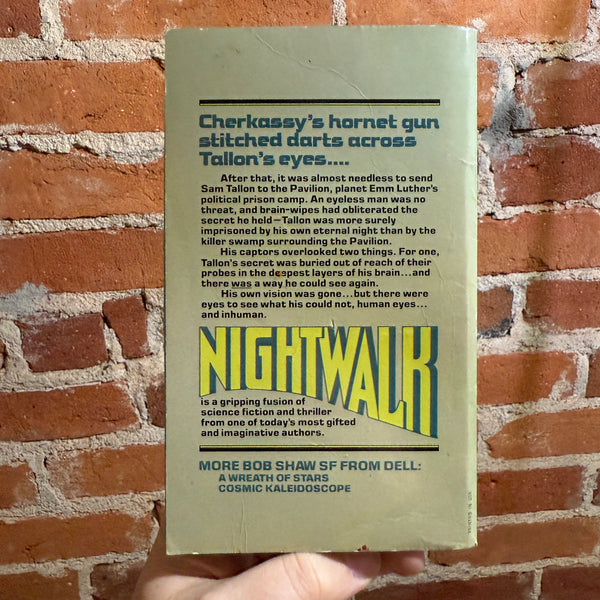 Cherkassy's hornet gun
stitched darts across
Tallon's eyes....
After that, it was almost needless to send
Sam Tallon to the Pavilion, planet Emm Luther's
political prison camp. An eyeless man was no
threat, and brain-wipes had obliterated the
secret he held—Tallon was more surely
imprisoned by his own eternal night than by the
killer swamp surrounding the Pavilion.
His captors overlooked two things. For one,
Tallon's secret was buried out of reach of their
probes in the deepest layers of his brain...and
there was a way he could see again.
His own vision was gone...but there were
eyes to see what his could not, human eyes...
and inhuman.
NIGHTWALK
is a gripping fusion of
science fiction and thriller
from one of today's most gifted
and imaginative authors.
MORE BOB SHAW SF FROM DELL:
A WREATH OF STARS
COSMIC KALEIDOSCOPE
PRINTED IN USA